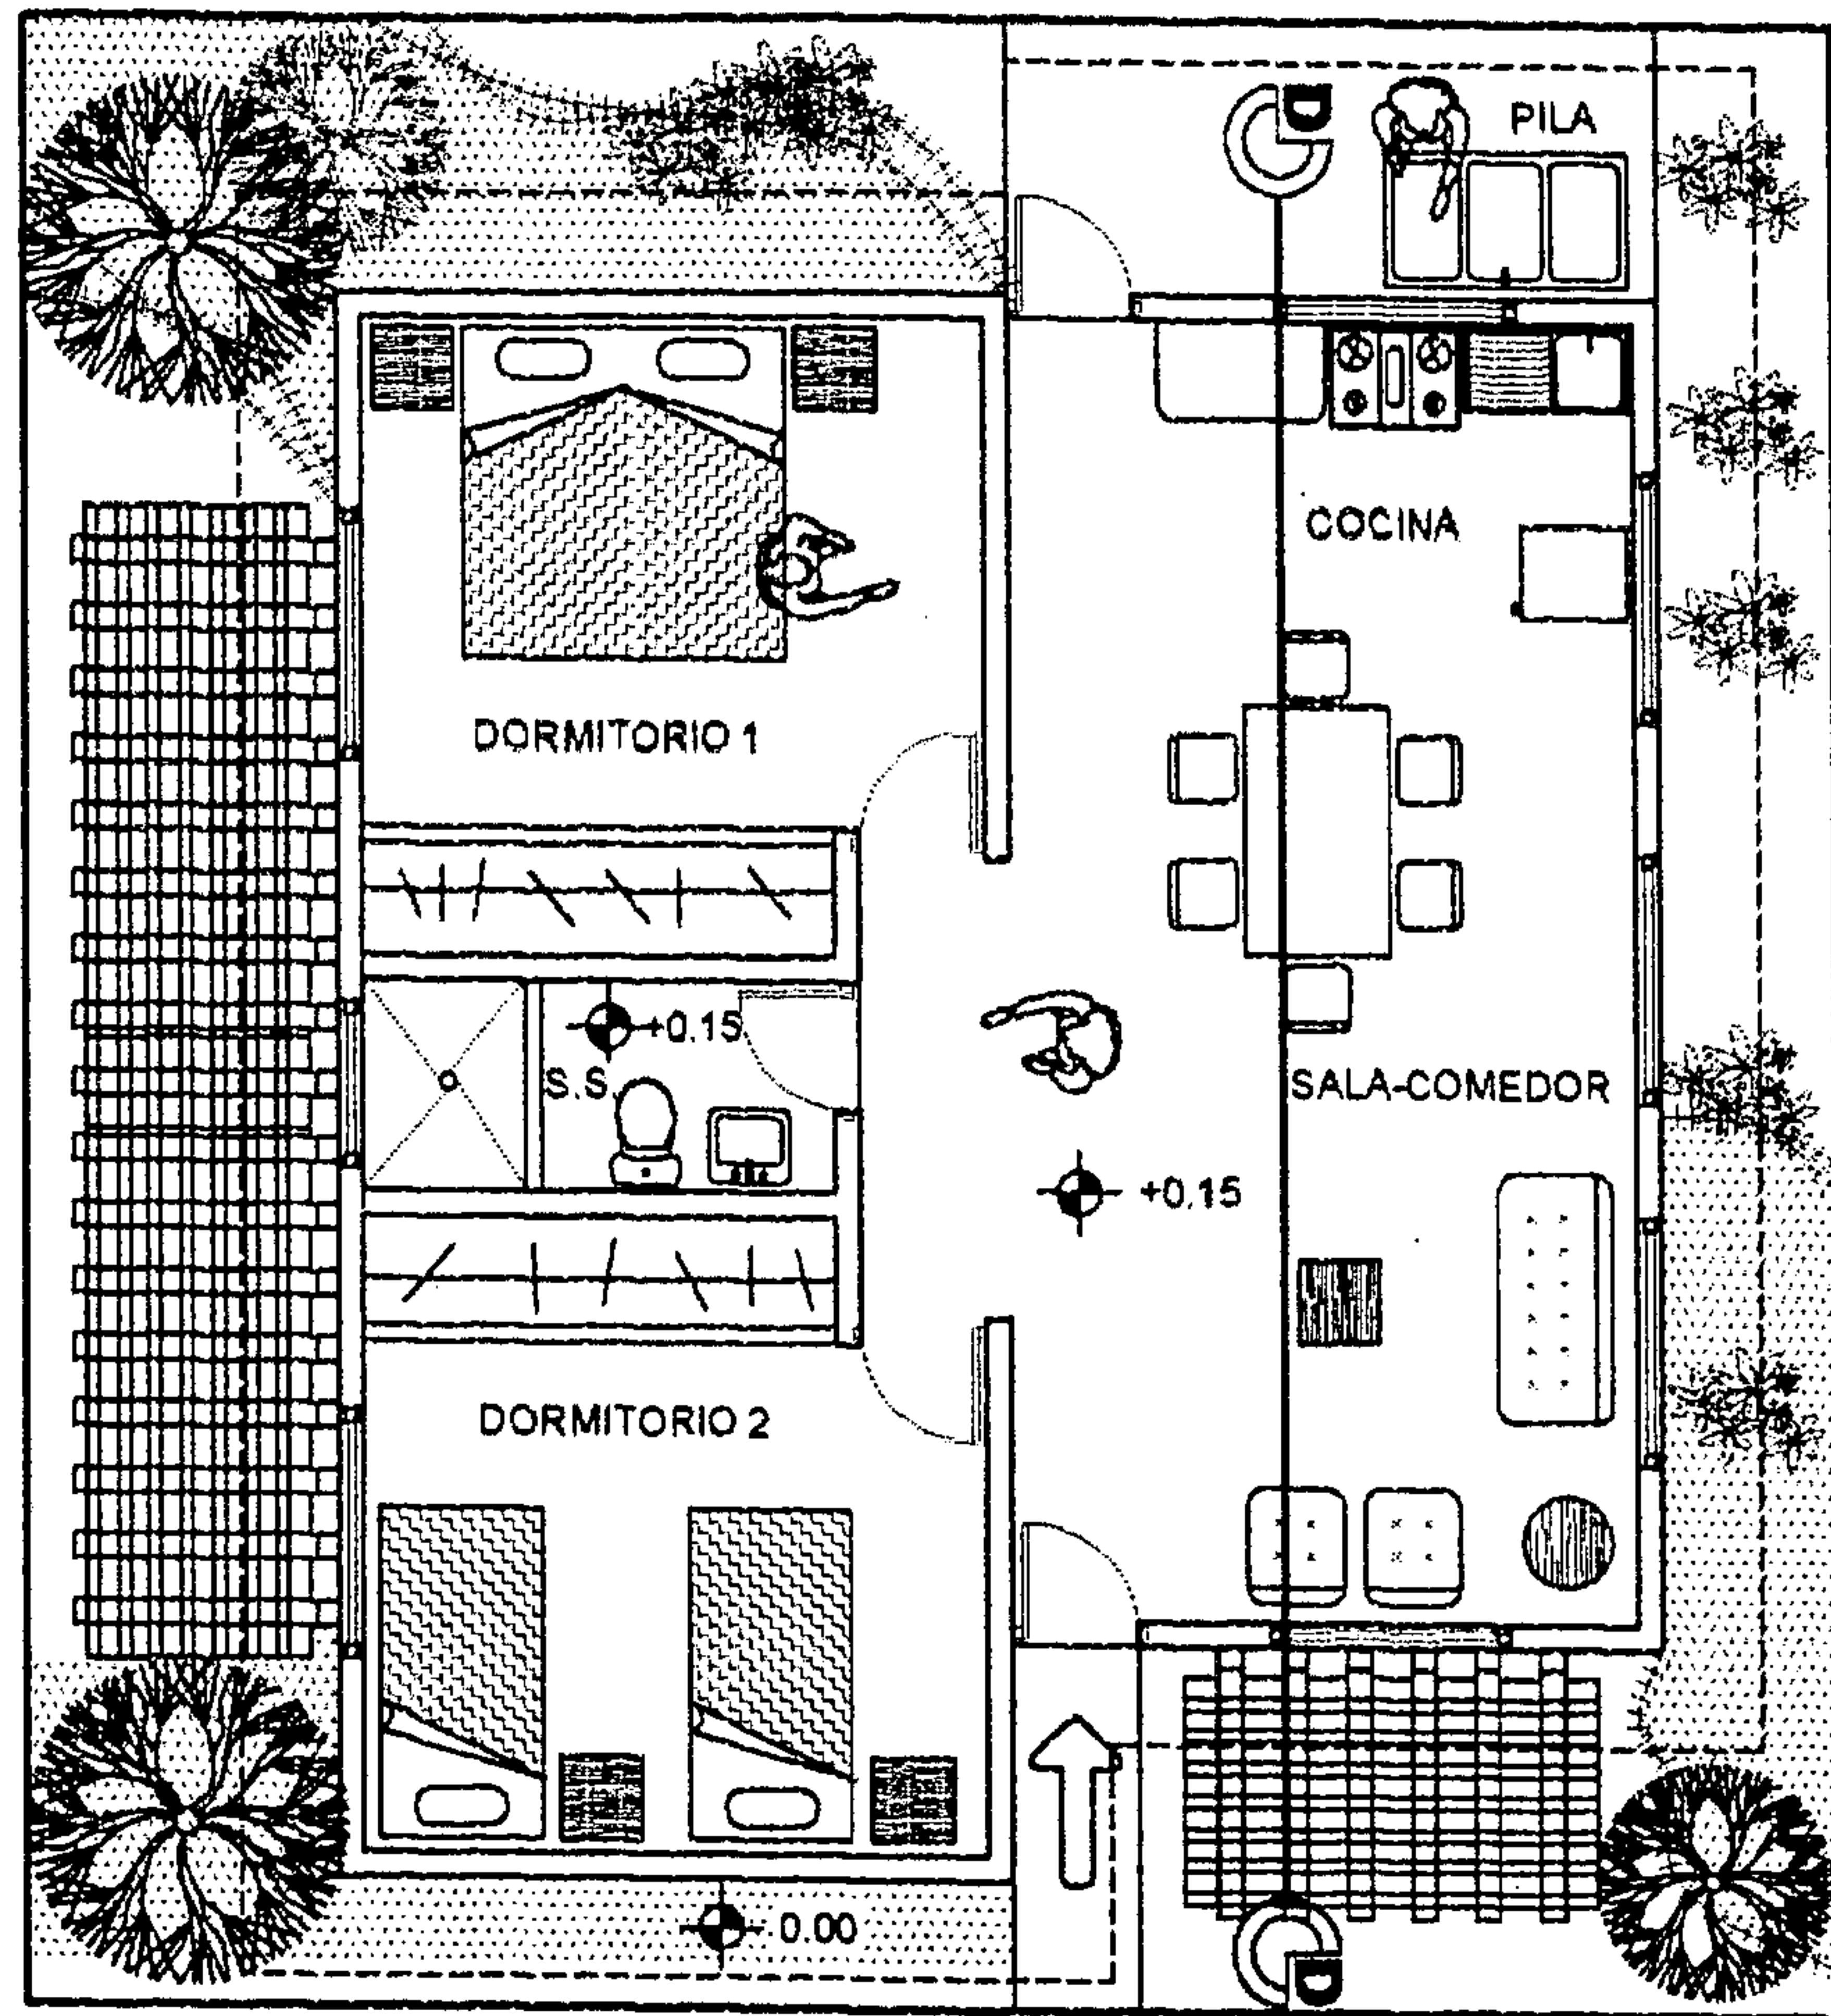 D
PILA
COCINA
DORMITORIO 1
+0.15
S.S.
SALA-COMEDOR
+0.15
DORMITORIO 2
0.00
D